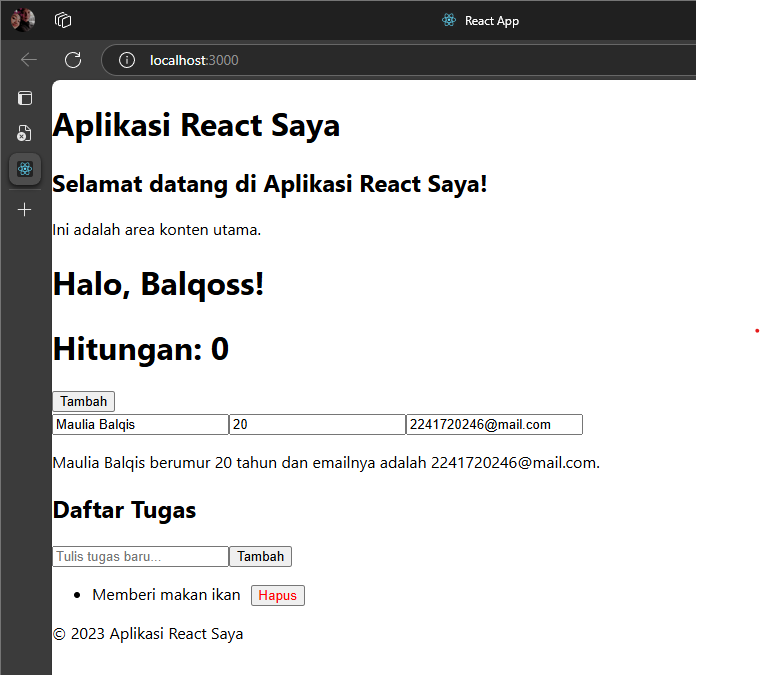 React App
localhost:3000
Aplikasi React Saya
Selamat datang di Aplikasi React Saya!
Ini adalah area konten utama.
Halo, Balqoss!
Hitungan: 0
Tambah
Maulia Balqis 20 2241720246@mail.com
Maulia Balqis berumur 20 tahun dan emailnya adalah 2241720246@mail.com.
Daftar Tugas
Tulis tugas baru... Tambah
• Memberi makan ikan Hapus
© 2023 Aplikasi React Saya